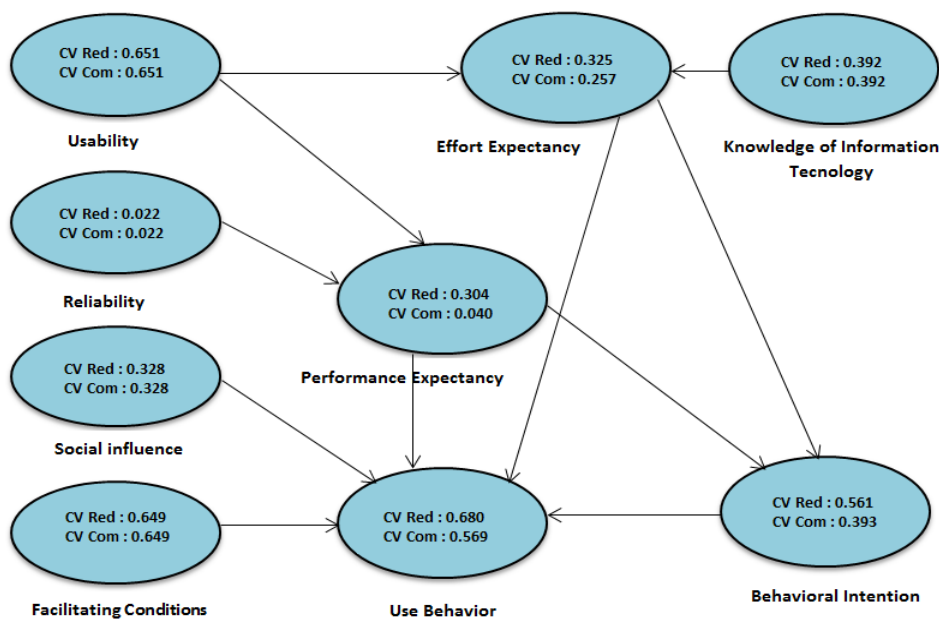 CV Red : 0.651
CV Com : 0.651
Usability
CV Red : 0.325
CV Com : 0.257
Effort Expectancy
CV Red : 0.392
CV Com : 0.392
Knowledge of Information
Tecnology
CV Red : 0.022
CV Com : 0.022
Reliability
CV Red : 0.304
CV Com : 0.040
Performance Expectancy
CV Red : 0.328
CV Com : 0.328
Social influence
CV Red : 0.649
CV Com : 0.649
Facilitating Conditions
CV Red : 0.680
CV Com : 0.569
Use Behavior
CV Red : 0.561
CV Com : 0.393
Behavioral Intention